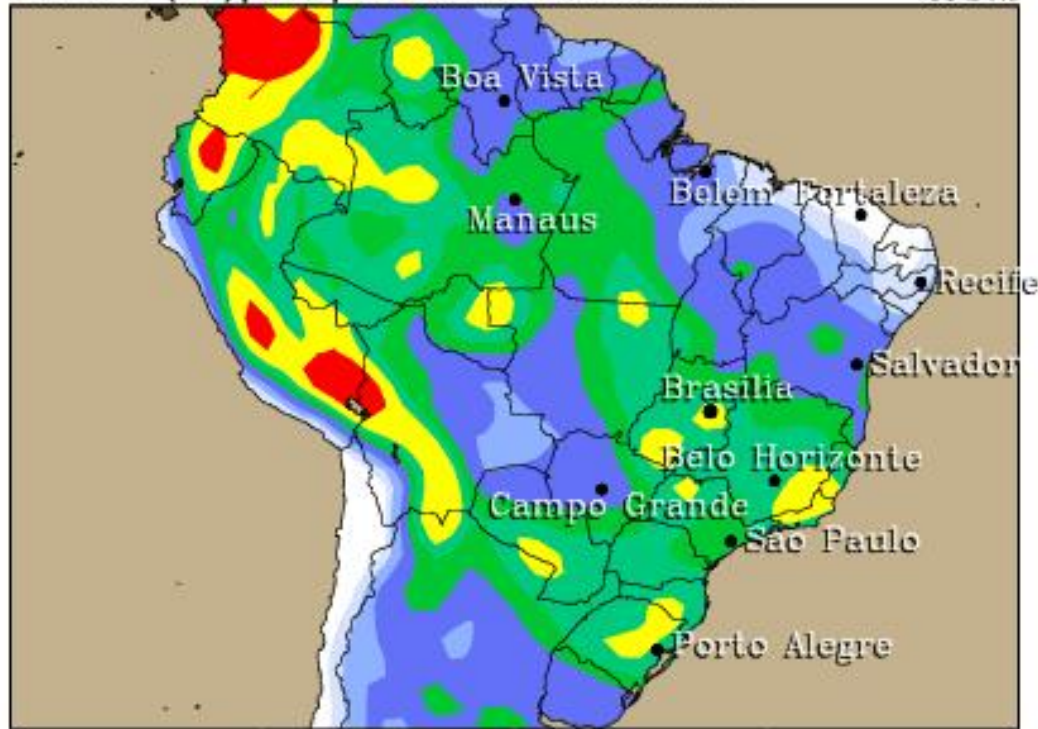 Boa Vista
Belem Fortaleza
Manaus
Recife
Salvador
Brasilia
Belo Horizonte
Campo Grande
Sao Paulo
Porto Alegre